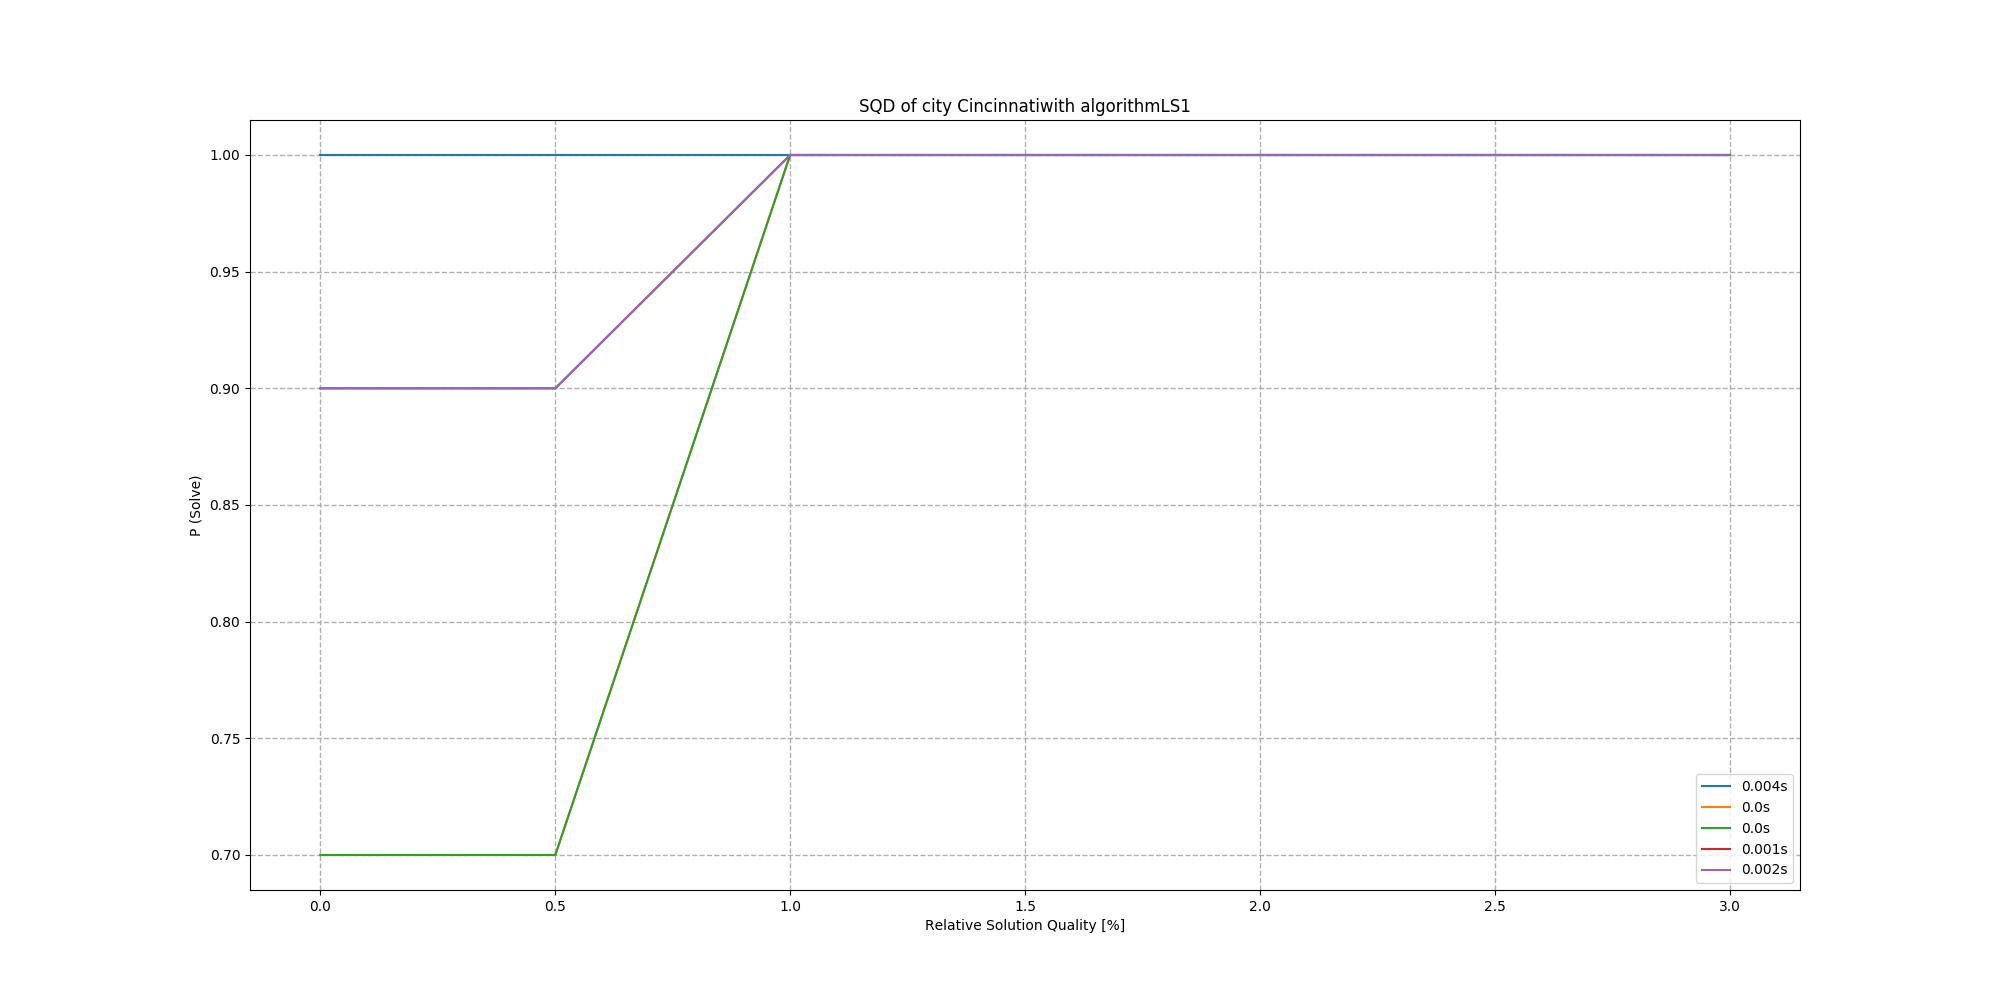 SQD of city Cincinnatiwith algorithmLS1
1.00
0.95
0.90
0.85
0.80
0.75
0.70
P (Solve)
0.0 0.5 1.0 1.5 2.0 2.5 3.0
Relative Solution Quality [%]
0.004s
0.0s
0.0s
0.001s
0.002s